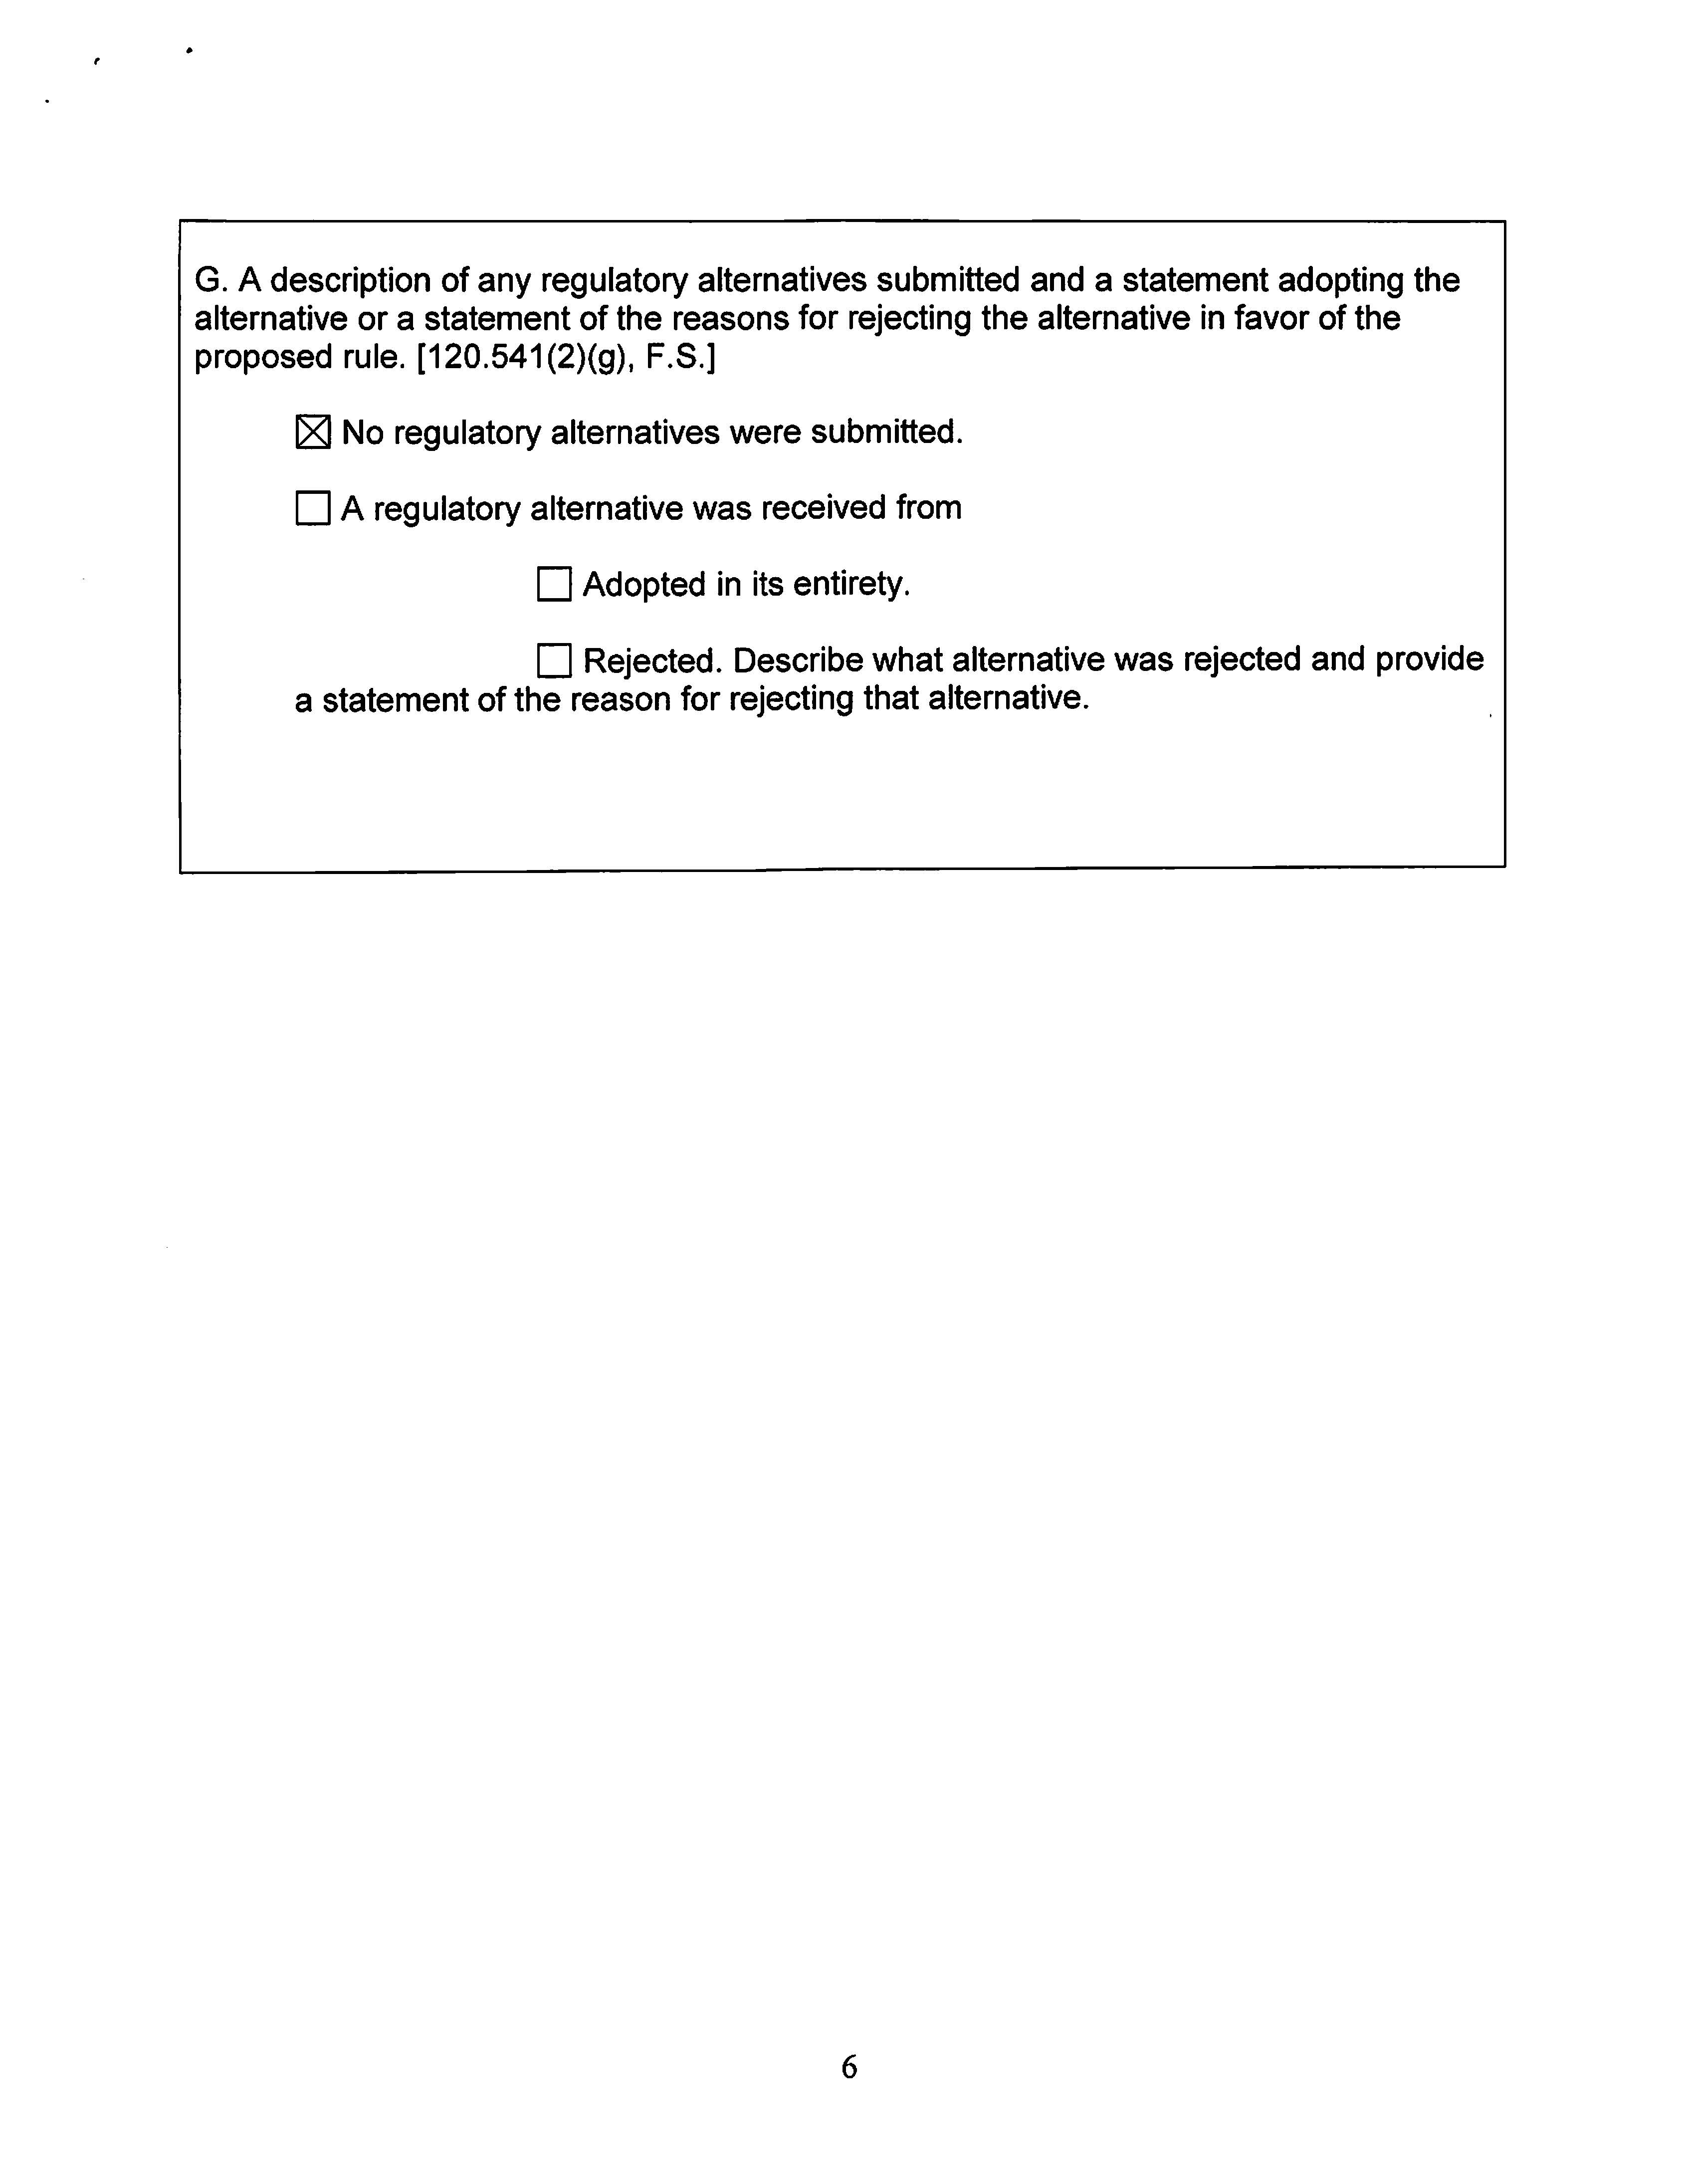 G. A description of any regulatory alternatives submitted and a statement adopting the
alternative or a statement of the reasons for rejecting the alternative in favor of the
proposed rule. [120.541(2)(g), F.S.]
☒ No regulatory alternatives were submitted.
☐ A regulatory alternative was received from
☐ Adopted in its entirety.
☐ Rejected. Describe what alternative was rejected and provide
a statement of the reason for rejecting that alternative.
6